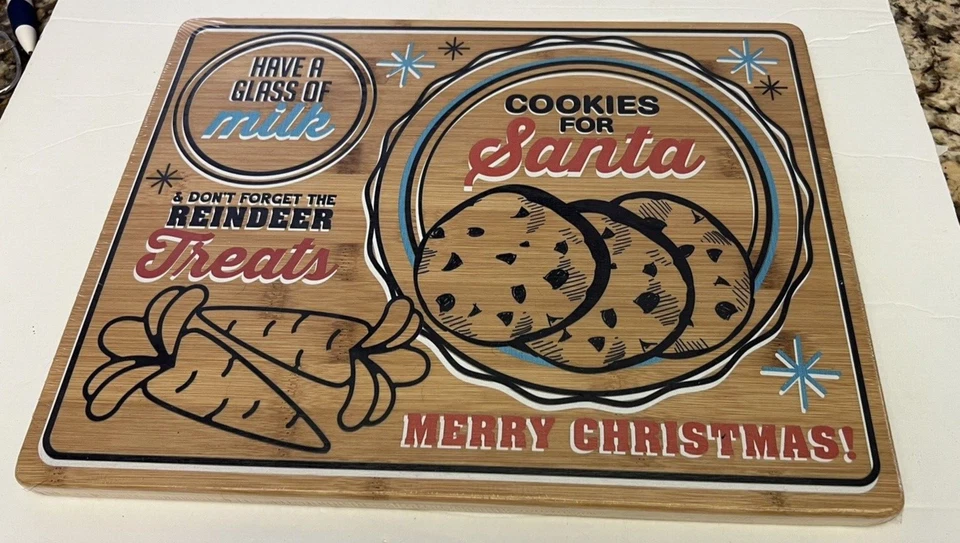 HAVE A
GLASS OF
milk
& DON'T FORGET THE
REINDEER
Treats
COOKIES
FOR
Santa
MERRY CHRISTMAS!